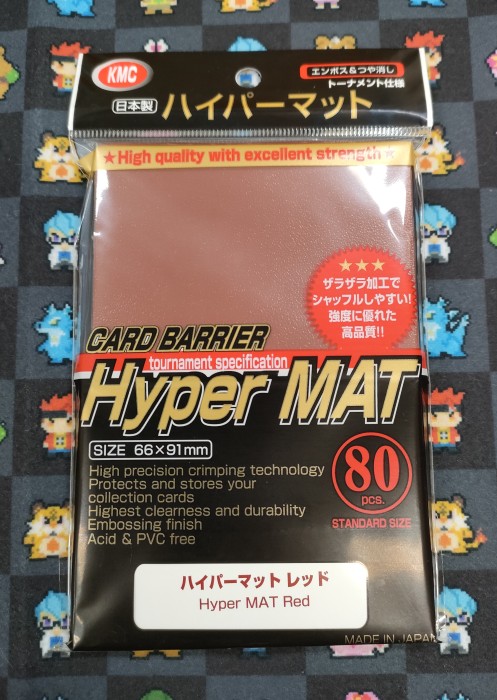 KMC
エンボス&つや消し
トーナメント仕様
日本製 ハイパーマット
★High quality with excellent strength★
★★★
ザラザラ加工で
シャッフルしやすい!
強度に優れた
高品質!!
CARD BARRIER
tournament specification
Hyper MAT
SIZE 66×91mm
High precision crimping technology
Protects and stores your
collection cards
Highest clearness and durability
Embossing finish
Acid & PVC free
80
pcs.
STANDARD SIZE
ハイパーマット レッド
Hyper MAT Red
MADE IN JAPAN